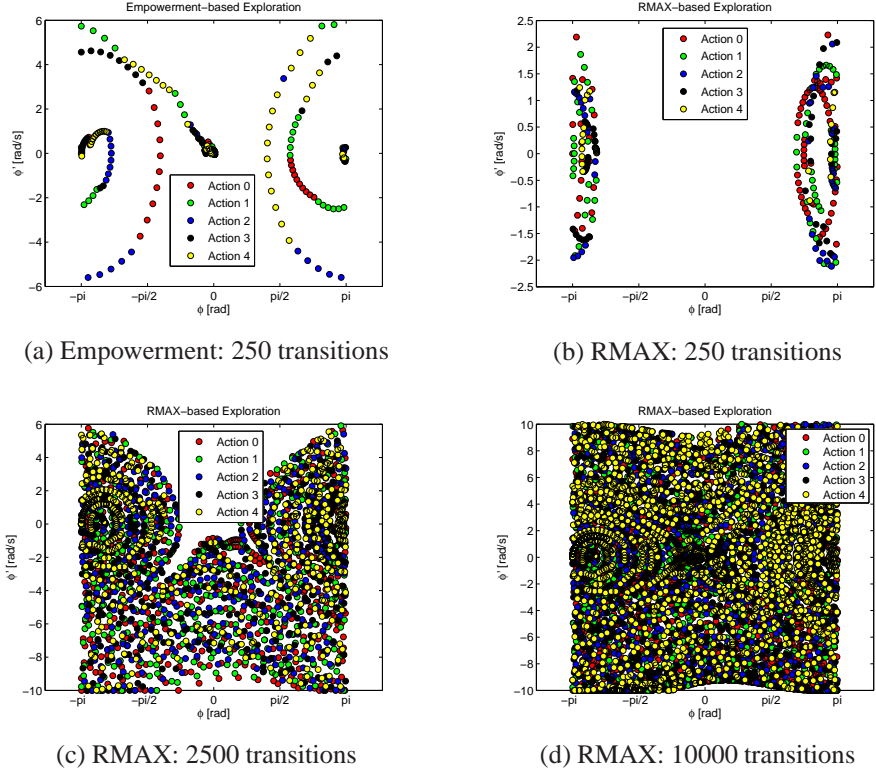 Empowerment−based Exploration
6
4
2
0
−2
−4
−6
φ' [rad/s]
Action 0
Action 1
Action 2
Action 3
Action 4
−pi
−pi/2
0
pi/2
pi
φ [rad]
(a) Empowerment: 250 transitions
RMAX−based Exploration
2.5
2
1.5
1
0.5
0
−0.5
−1
−1.5
−2
−2.5
φ' [rad/s]
Action 0
Action 1
Action 2
Action 3
Action 4
−pi
−pi/2
0
pi/2
pi
φ [rad]
(b) RMAX: 250 transitions
RMAX−based Exploration
6
4
2
0
−2
−4
−6
−8
−10
φ' [rad/s]
Action 0
Action 1
Action 2
Action 3
Action 4
−pi
−pi/2
0
pi/2
pi
φ [rad]
(c) RMAX: 2500 transitions
RMAX−based Exploration
10
8
6
4
2
0
−2
−4
−6
−8
−10
φ' [rad/s]
Action 0
Action 1
Action 2
Action 3
Action 4
−pi
−pi/2
0
pi/2
pi
φ [rad]
(d) RMAX: 10000 transitions